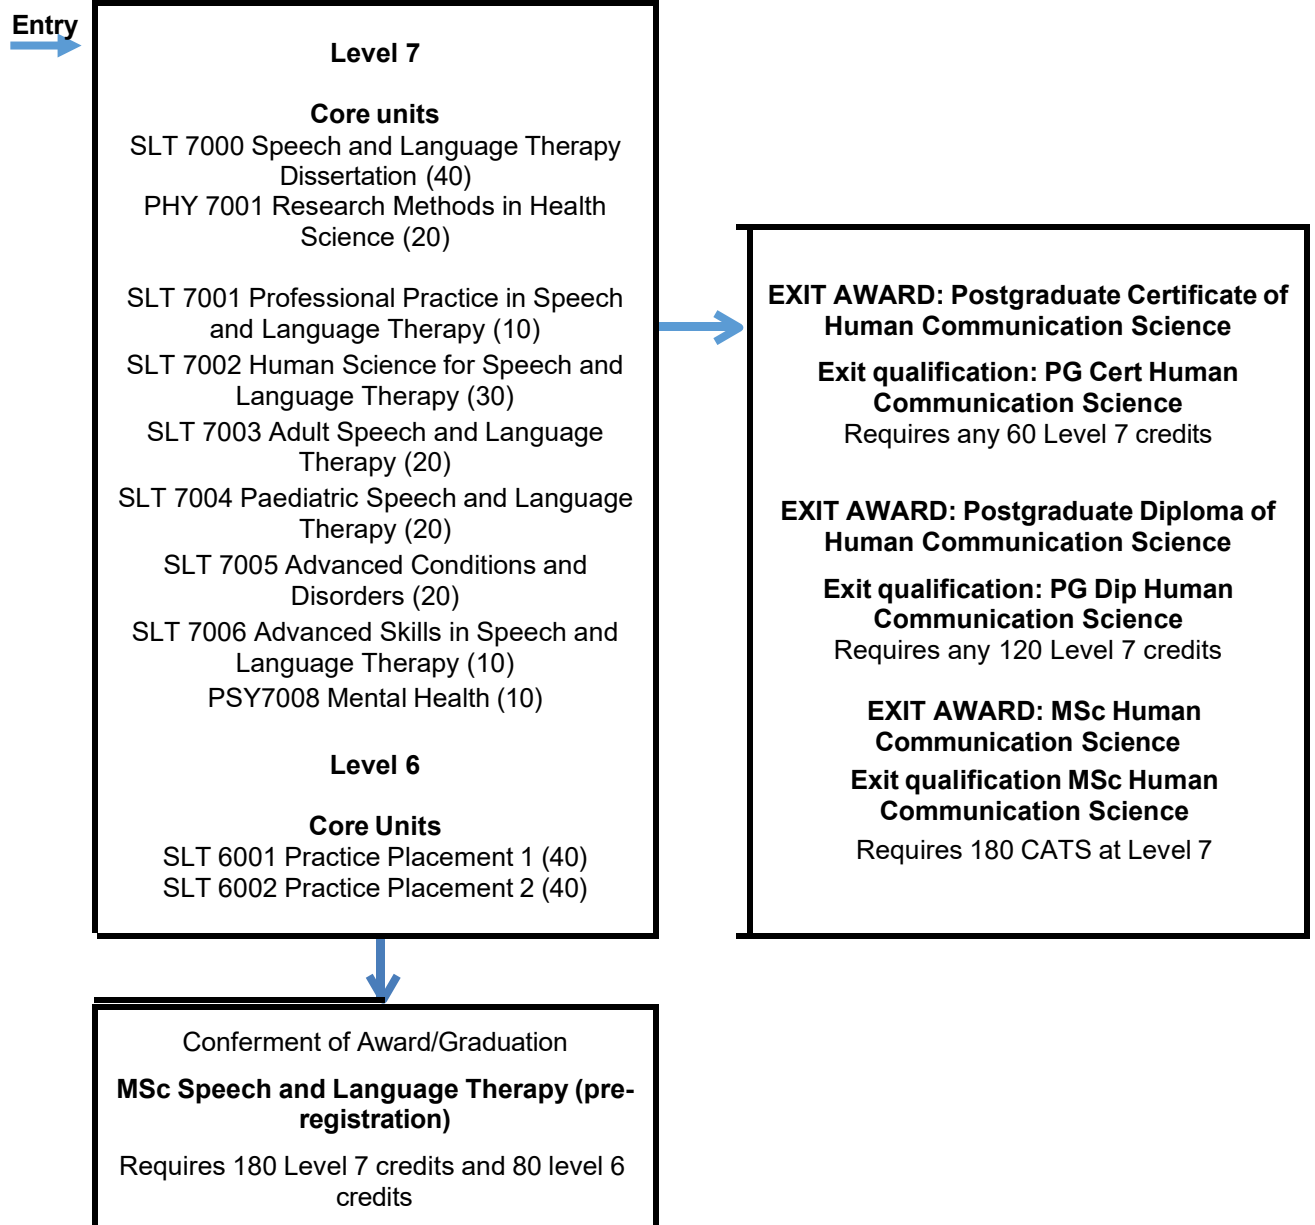 Entry
Level 7
Core units
SLT 7000 Speech and Language Therapy
Dissertation (40)
PHY 7001 Research Methods in Health
Science (20)
SLT 7001 Professional Practice in Speech
and Language Therapy (10)
SLT 7002 Human Science for Speech and
Language Therapy (30)
SLT 7003 Adult Speech and Language
Therapy (20)
SLT 7004 Paediatric Speech and Language
Therapy (20)
SLT 7005 Advanced Conditions and
Disorders (20)
SLT 7006 Advanced Skills in Speech and
Language Therapy (10)
PSY7008 Mental Health (10)
Level 6
Core Units
SLT 6001 Practice Placement 1 (40)
SLT 6002 Practice Placement 2 (40)
EXIT AWARD: Postgraduate Certificate of
Human Communication Science
Exit qualification: PG Cert Human
Communication Science
Requires any 60 Level 7 credits
EXIT AWARD: Postgraduate Diploma of
Human Communication Science
Exit qualification: PG Dip Human
Communication Science
Requires any 120 Level 7 credits
EXIT AWARD: MSc Human
Communication Science
Exit qualification MSc Human
Communication Science
Requires 180 CATS at Level 7
Conferment of Award/Graduation
MSc Speech and Language Therapy (pre-
registration)
Requires 180 Level 7 credits and 80 level 6
credits